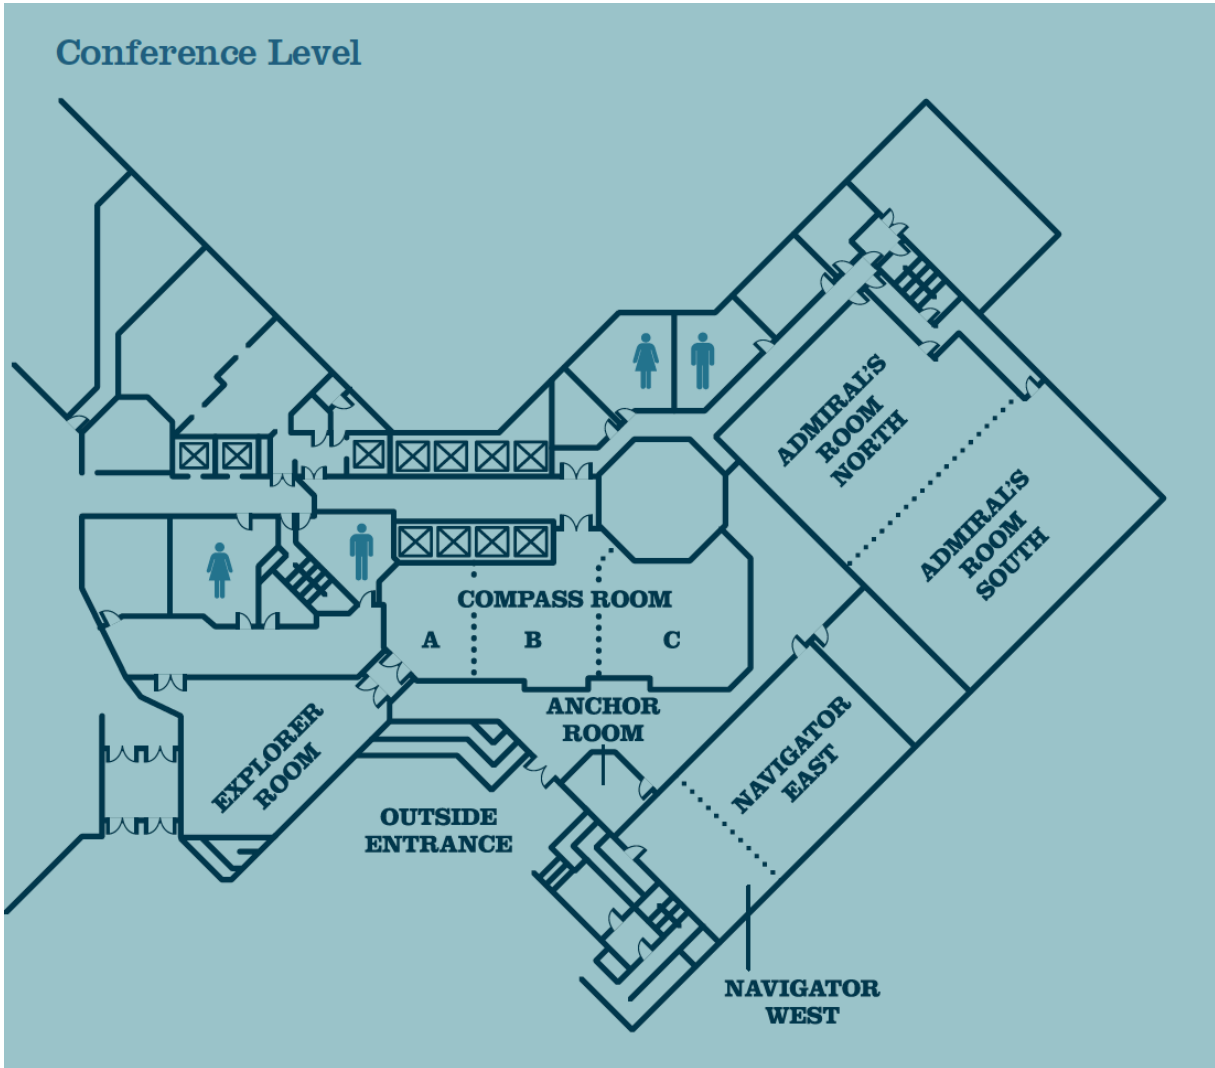 Conference Level
ADMIRAL'S
ROOM
NORTH
ADMIRAL'S
ROOM
SOUTH
COMPASS ROOM
A
B
C
ANCHOR
ROOM
EXPLORER
ROOM
NAVIGATOR
EAST
OUTSIDE
ENTRANCE
NAVIGATOR
WEST